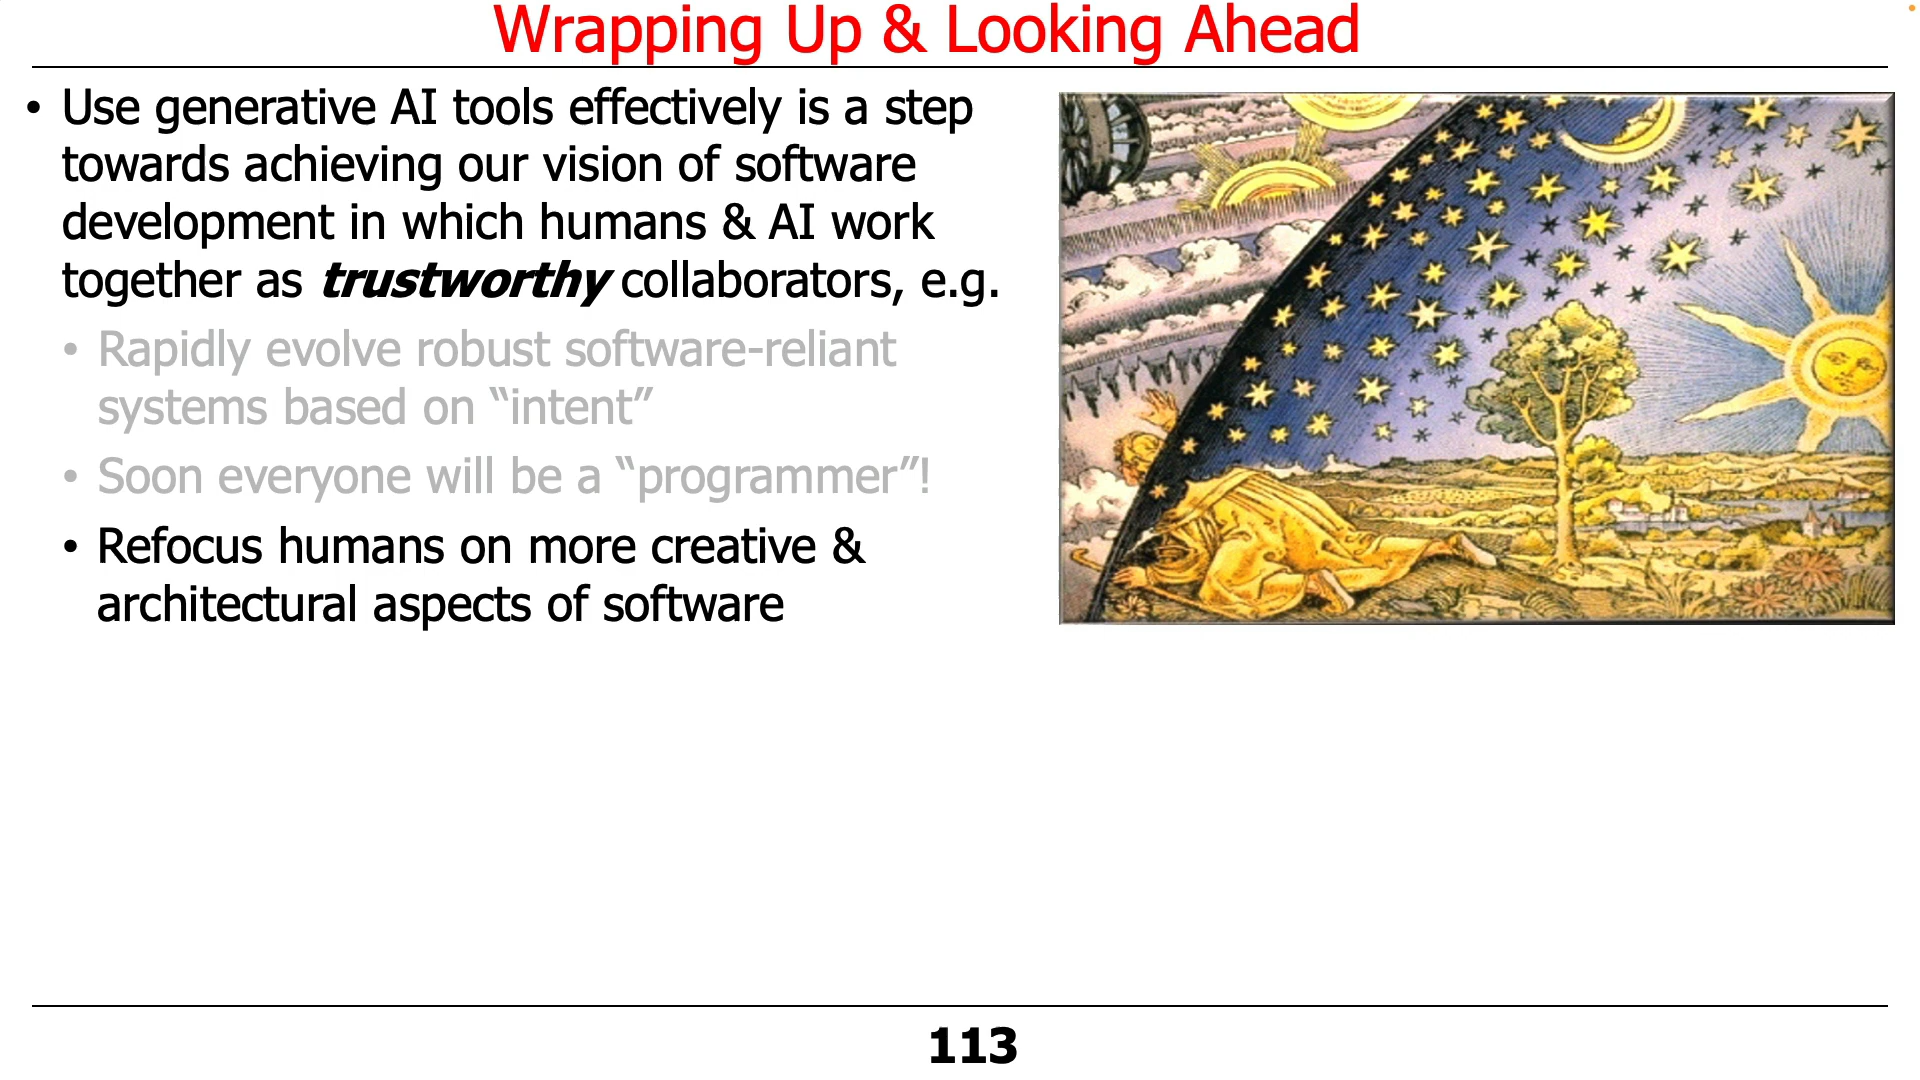 Wrapping Up & Looking Ahead
• Use generative AI tools effectively is a step
towards achieving our vision of software
development in which humans & AI work
together as trustworthy collaborators, e.g.
• Rapidly evolve robust software-reliant
systems based on “intent”
• Soon everyone will be a “programmer”!
• Refocus humans on more creative &
architectural aspects of software
113